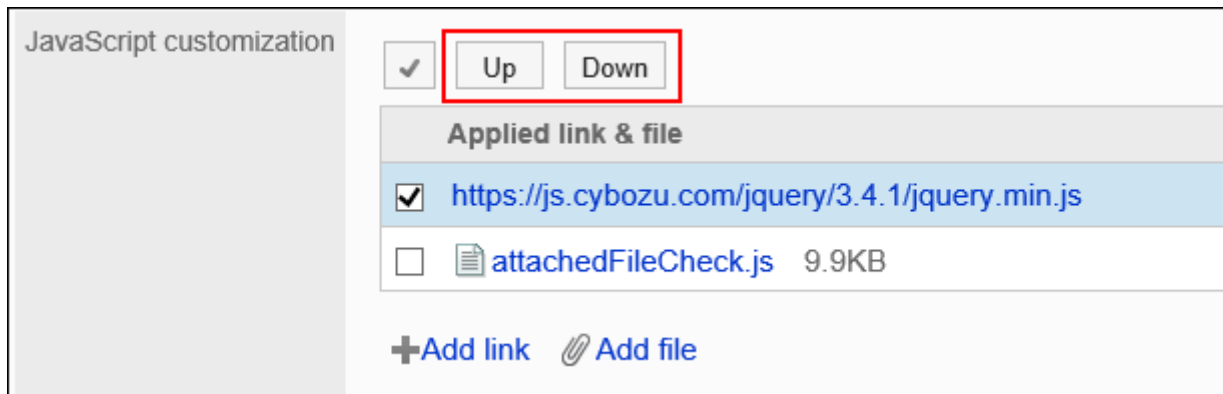 JavaScript customization
Up Down
Applied link & file
https://js.cybozu.com/jquery/3.4.1/jquery.min.js
attachedFileCheck.js 9.9KB
Add link Add file